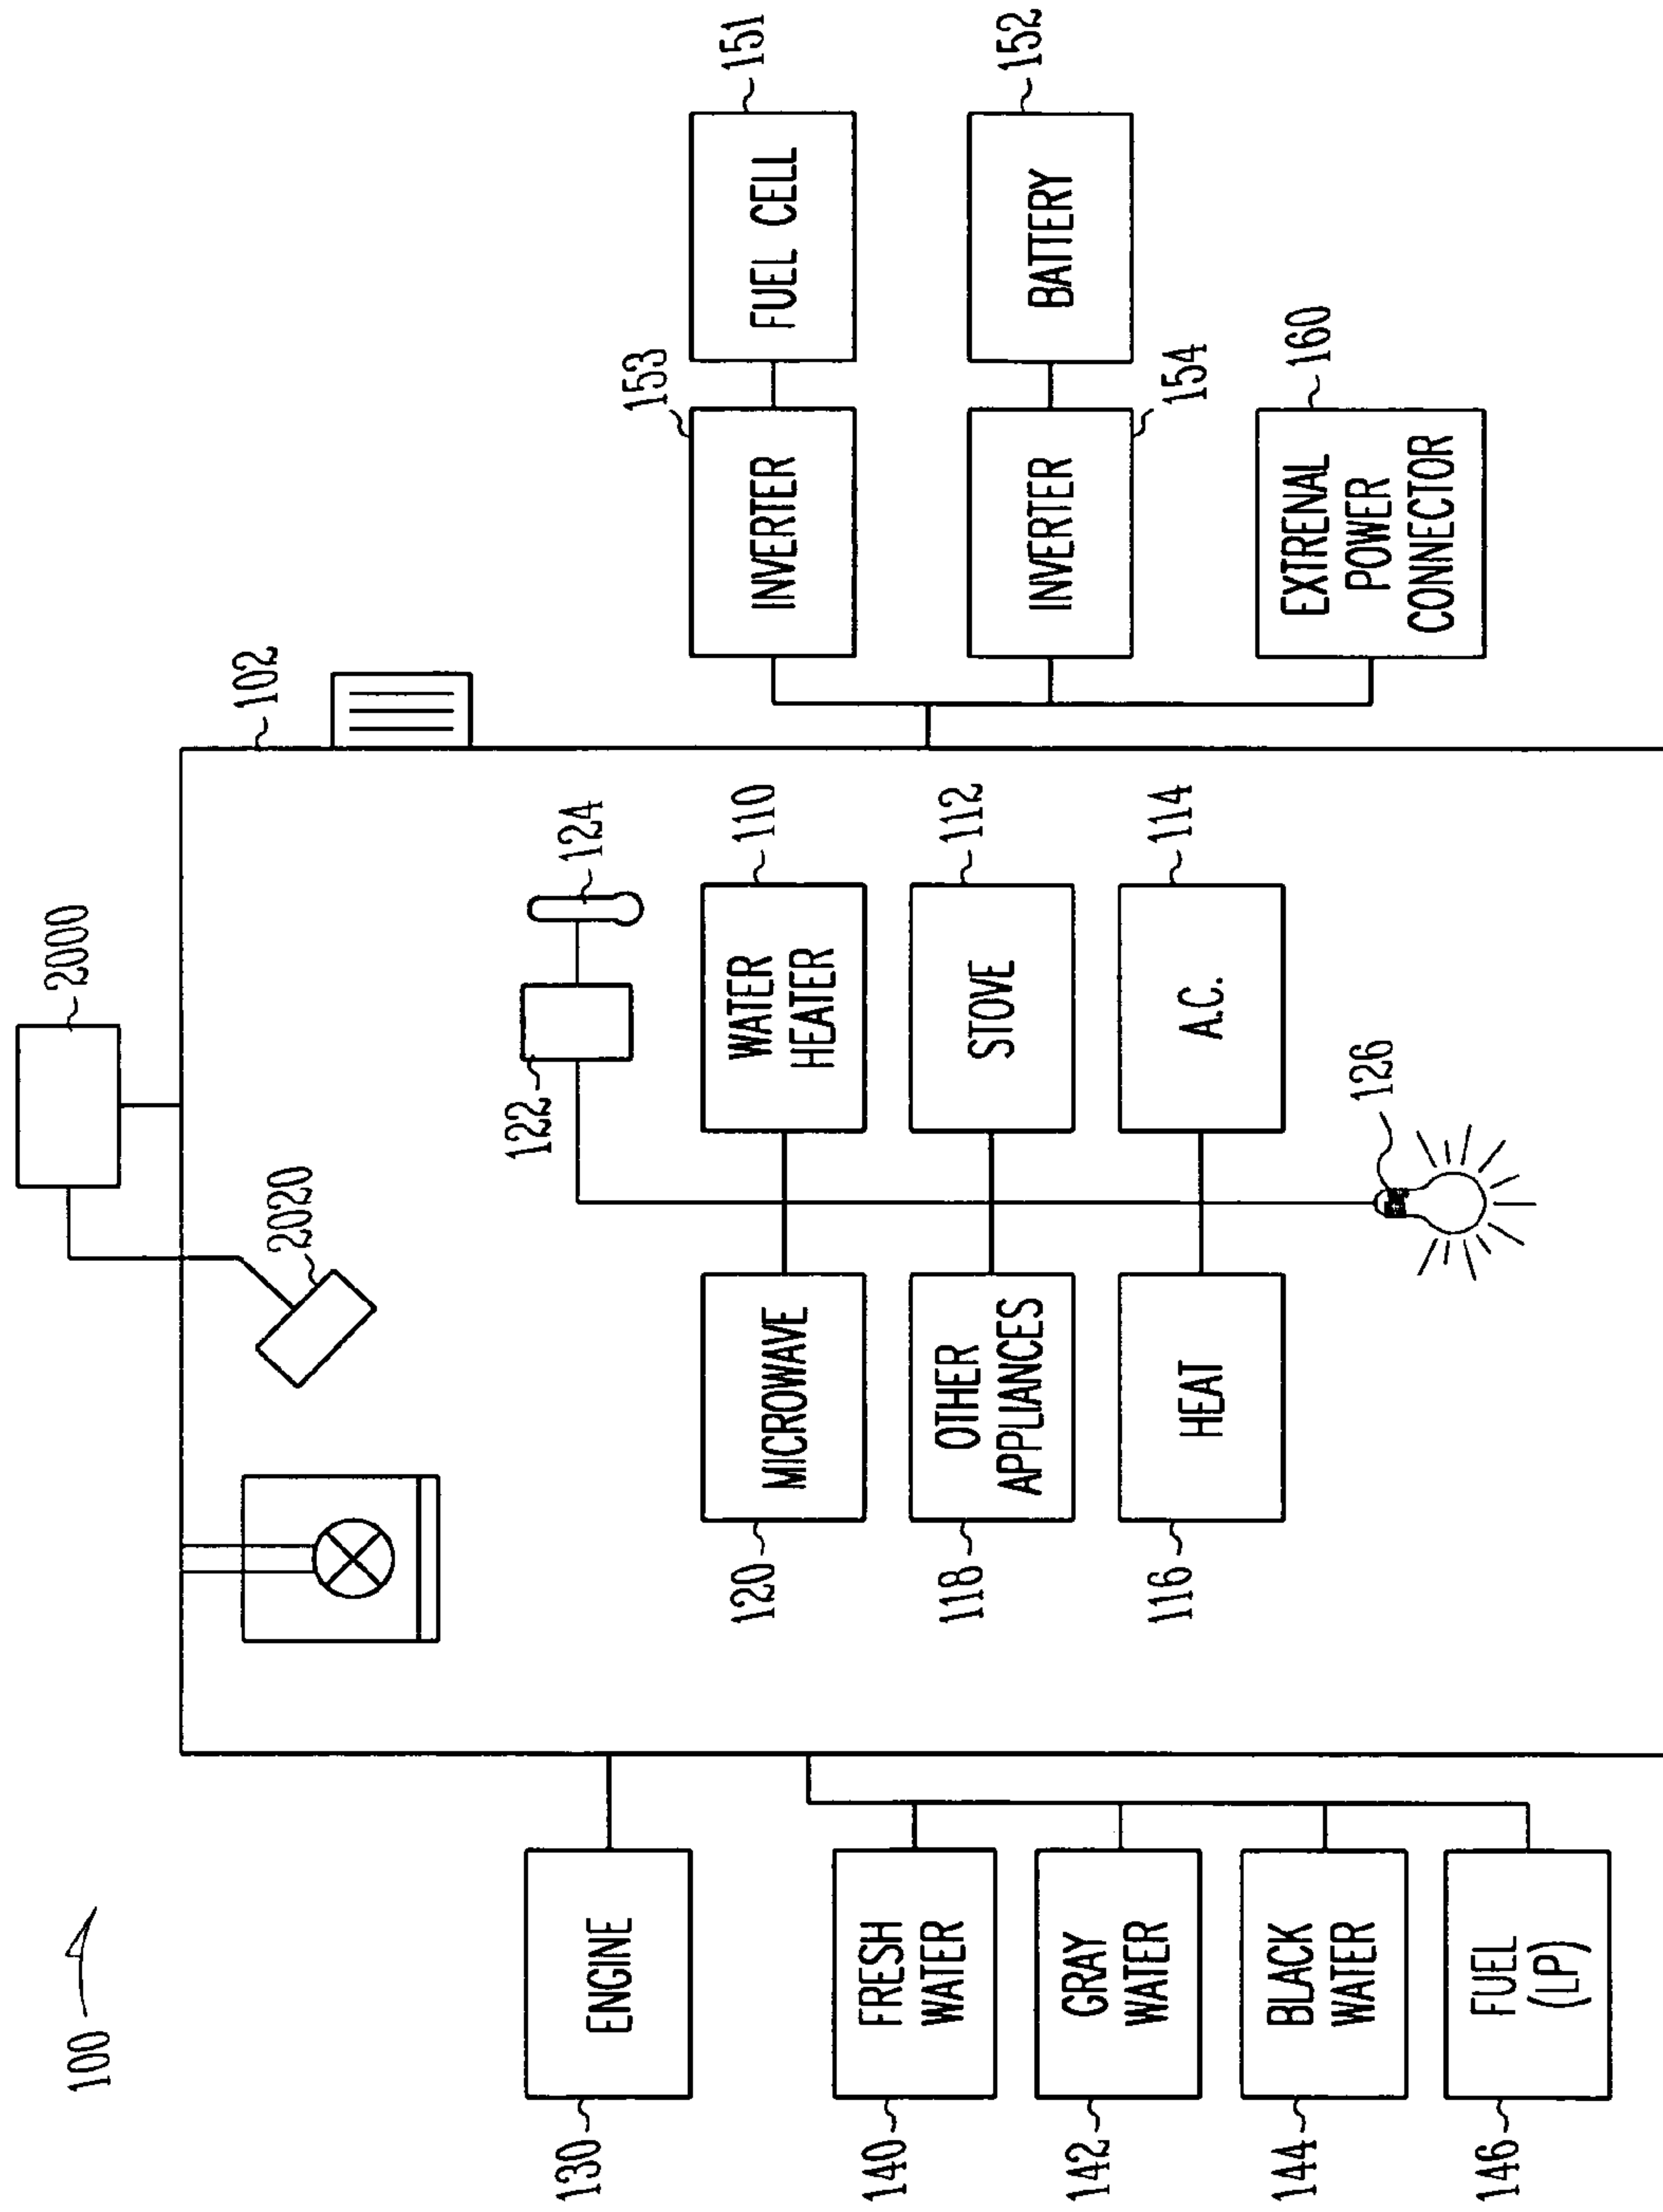 100
2000
2020
102
ENGINE
130
FRESH
WATER
140
GRAY
WATER
142
BLACK
WATER
144
FUEL
(LP)
146
122
124
MICROWAVE
120
WATER
HEATER
110
OTHER
APPLIANCES
118
STOVE
112
HEAT
116
A.C.
114
126
INVERTER
153
FUEL CELL
151
INVERTER
154
BATTERY
152
EXTRENAL
POWER
CONNECTOR
160